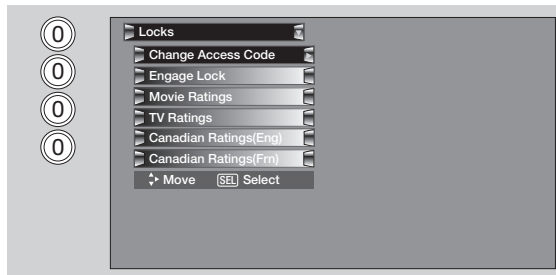 0
0
0
0
Locks
Change Access Code
Engage Lock
Movie Ratings
TV Ratings
Canadian Ratings(Eng)
Canadian Ratings(Frn)
Move SEL Select